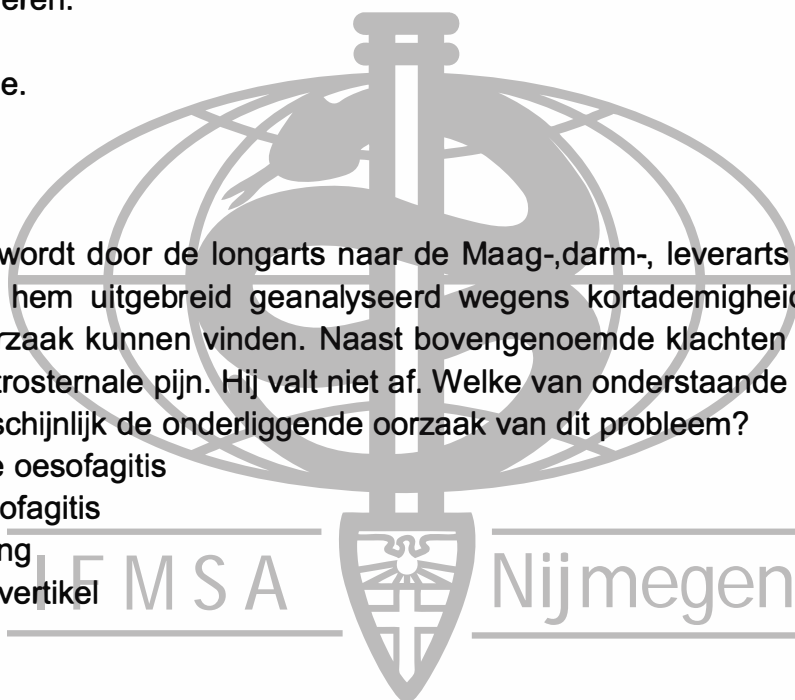 eren.
e.
wordt door de longarts naar de Maag-,darm-, leverarts
hem uitgebreid geanalyseerd wegens kortademigheid
rzaak kunnen vinden. Naast bovengenoemde klachten
trosternale pijn. Hij valt niet af. Welke van onderstaande
schijnlijk de onderliggende oorzaak van dit probleem?
e oesofagitis
ofagitis
ng
vertikel
IFMSA Nijmegen